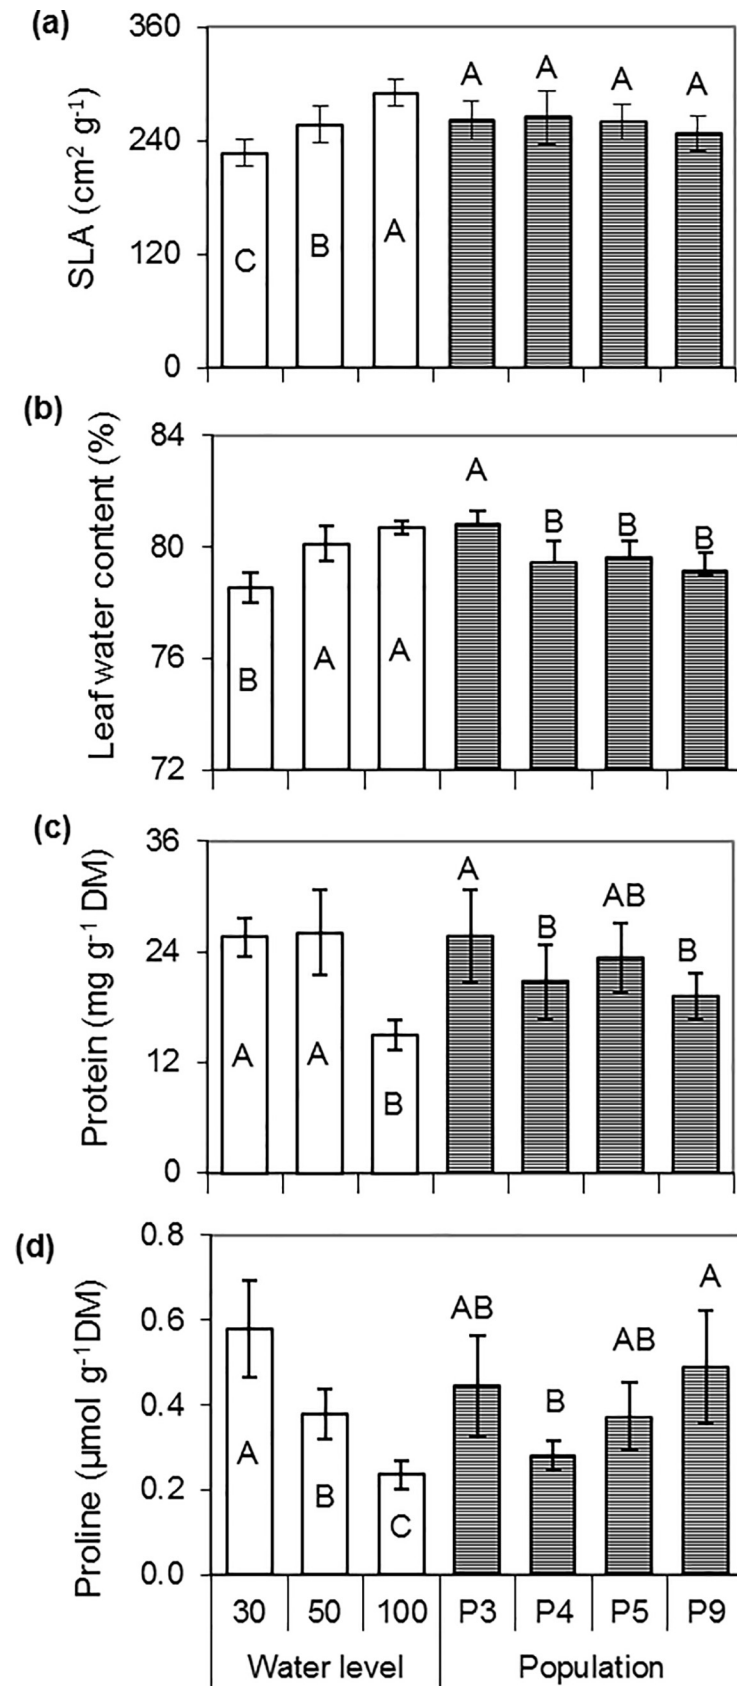 (a)
SLA (cm² g⁻¹)
360
240
120
0
C B A A A A A
(b)
Leaf water content (%)
84
80
76
72
B A A A B B B
(c)
Protein (mg g⁻¹ DM)
36
24
12
0
A A B A B AB B
(d)
Proline (µmol g⁻¹DM)
0.8
0.6
0.4
0.2
0.0
A B C AB B AB A
30 50 100 P3 P4 P5 P9
Water level Population